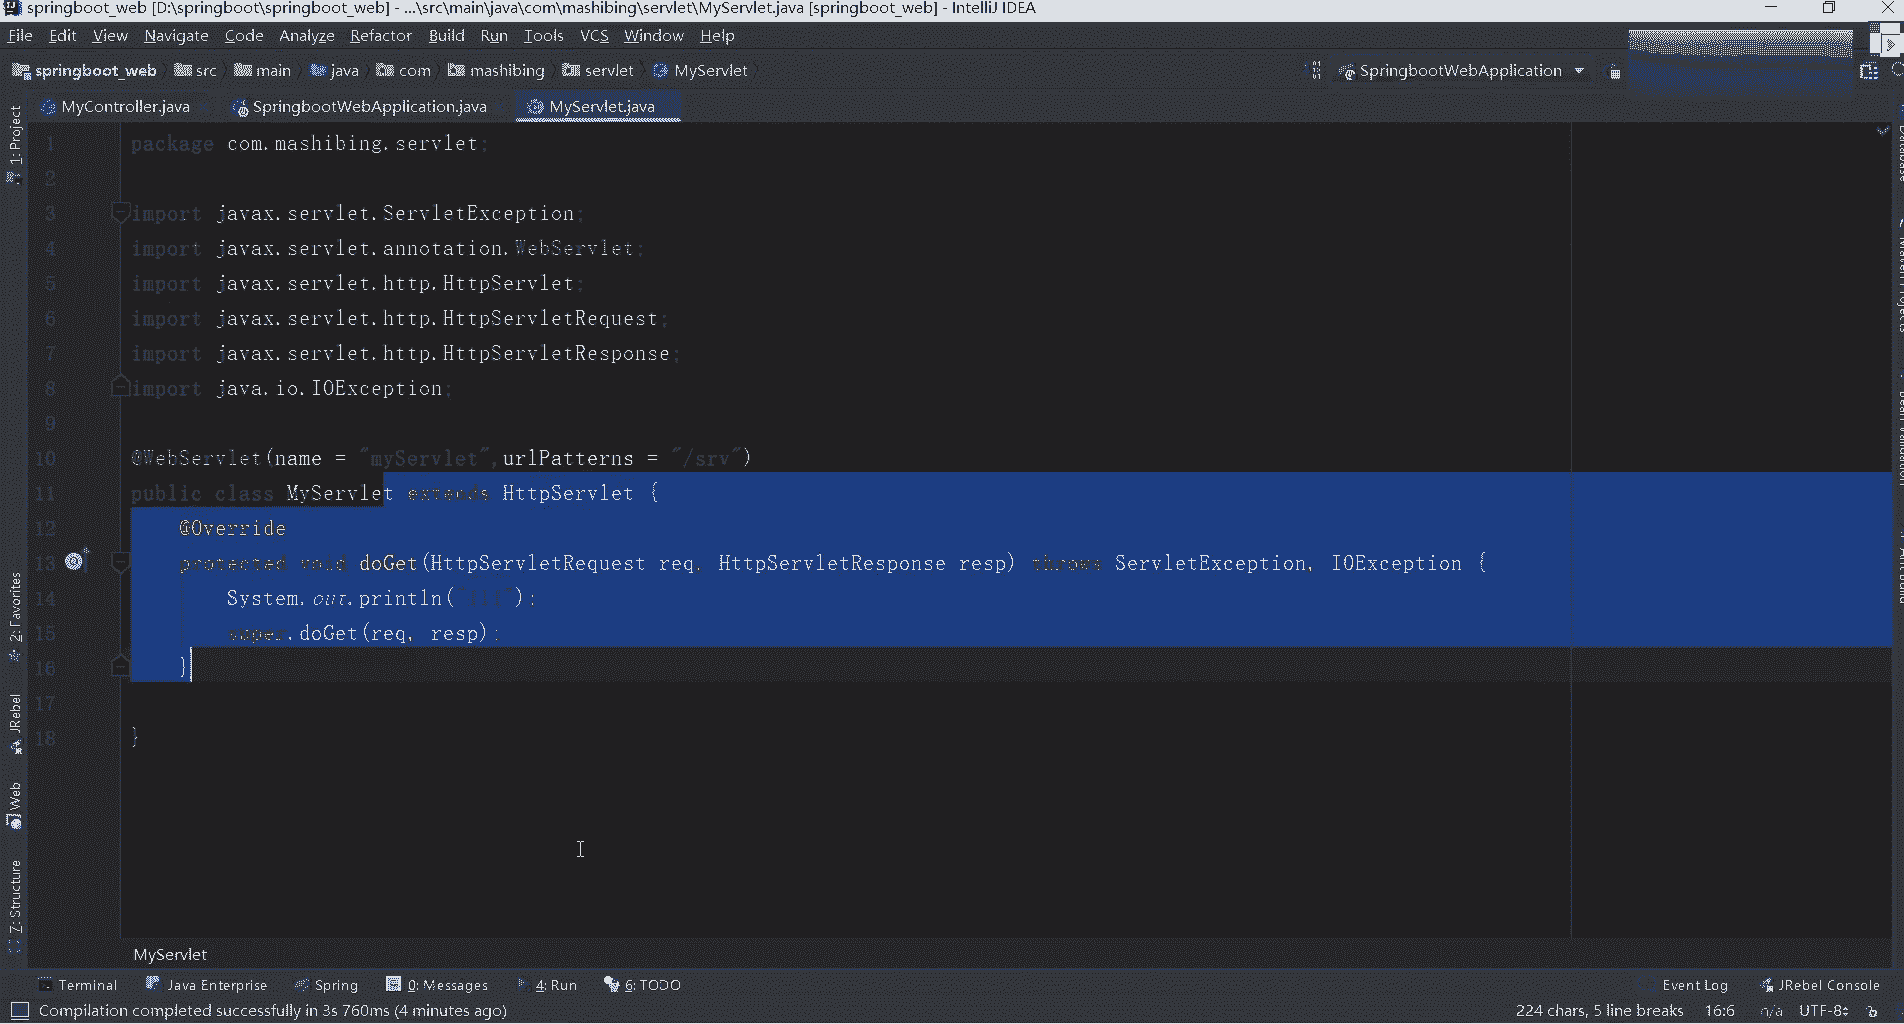 springboot_web [D:\springboot\springboot_web] - ...\src\main\java\com\mashibing\servlet\MyServlet.java [springboot_web] - IntelliJ IDEA
File Edit View Navigate Code Analyze Refactor Build Run Tools VCS Window Help
springboot_web src main java com mashibing servlet MyServlet SpringbootWebApplication
MyController.java SpringbootWebApplication.java MyServlet.java
1: Project
2: Favorites
JRebel
Web
Z: Structure
1 package com.mashibing.servlet;
2
3 import javax.servlet.ServletException;
4 import javax.servlet.annotation.WebServlet;
5 import javax.servlet.http.HttpServlet;
6 import javax.servlet.http.HttpServletRequest;
7 import javax.servlet.http.HttpServletResponse;
8 import java.io.IOException;
9
10 @WebServlet(name = "myServlet",urlPatterns = "/srv")
11 public class MyServlet extends HttpServlet {
12 @Override
13 protected void doGet(HttpServletRequest req, HttpServletResponse resp) throws ServletException, IOException {
14 System.out.println(" ");
15 super.doGet(req, resp);
16 }
17
18 }
Database
Maven Projects
Bean Validation
Ant Build
MyServlet
Terminal Java Enterprise Spring 0: Messages 4: Run 6: TODO Event Log JRebel Console
Compilation completed successfully in 3s 760ms (4 minutes ago) 224 chars, 5 line breaks 16:6 n/a UTF-8